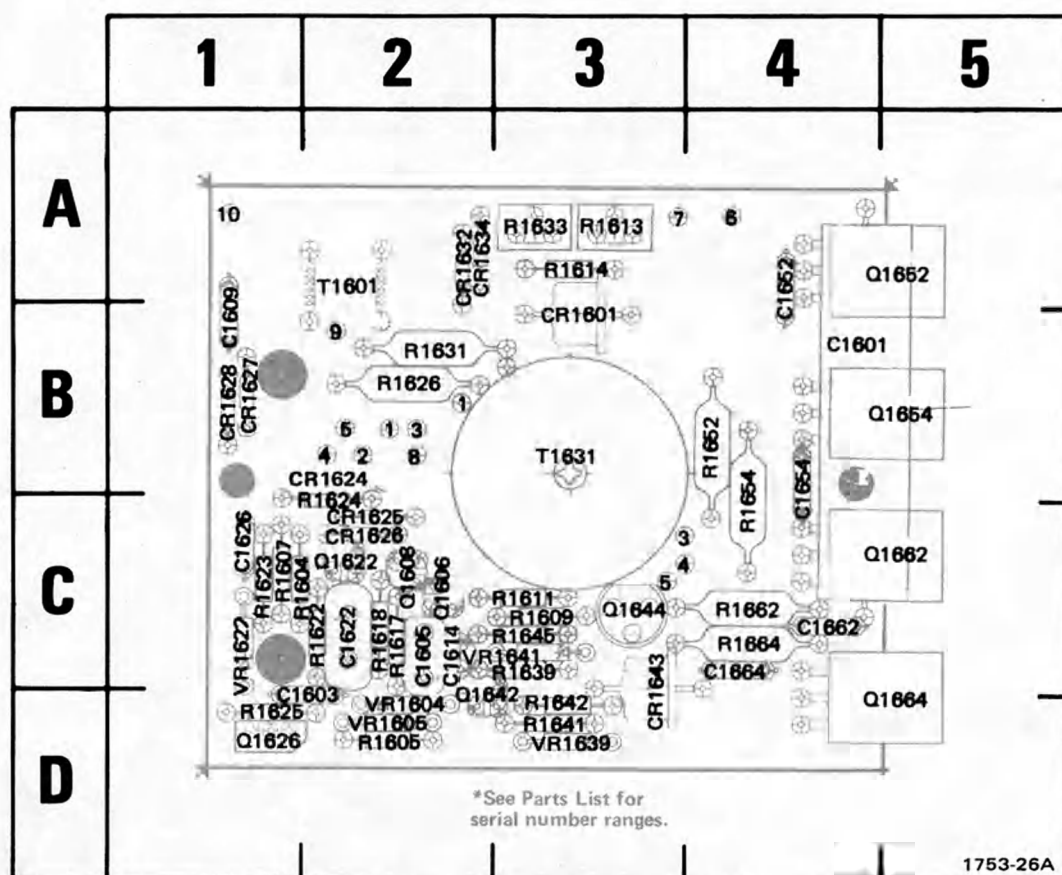 1 2 3 4 5
A
10
R1633 R1613
7 6
CR1632
CR1634
R1614
C1652
Q1652
T1601
C1609
CR1601
9
R1631
C1601
CR1628
CR1627
R1626
1
Q1654
B
5 1 3
4 2 8
T1631
R1652
R1654
C1654
CR1624
R1624
CR1625
CR1626
3
C1626
Q1622
Q1608
Q1606
4
5
Q1662
C
R1623
R1607
R1604
R1622
C1622
R1618
R1617
C1605
C1614
R1611
R1609
Q1644
R1662
C1662
R1645
VR1641
R1664
VR1622
R1639
CR1643
C1664
C1603
Q1642
Q1664
R1625
VR1604
R1642
VR1605
R1641
Q1626
R1605
VR1639
D
*See Parts List for
serial number ranges.
1753-26A